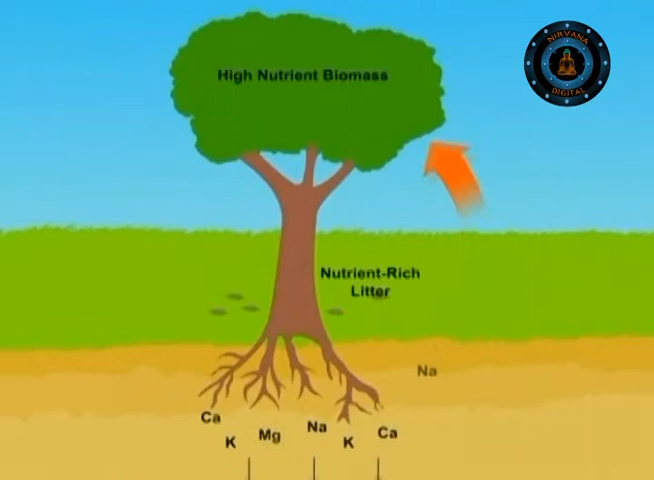 NIRVANA
DIGITAL
High Nutrient Biomass
Nutrient-Rich
Litter
Na
Ca
K
Mg
Na
K
Ca